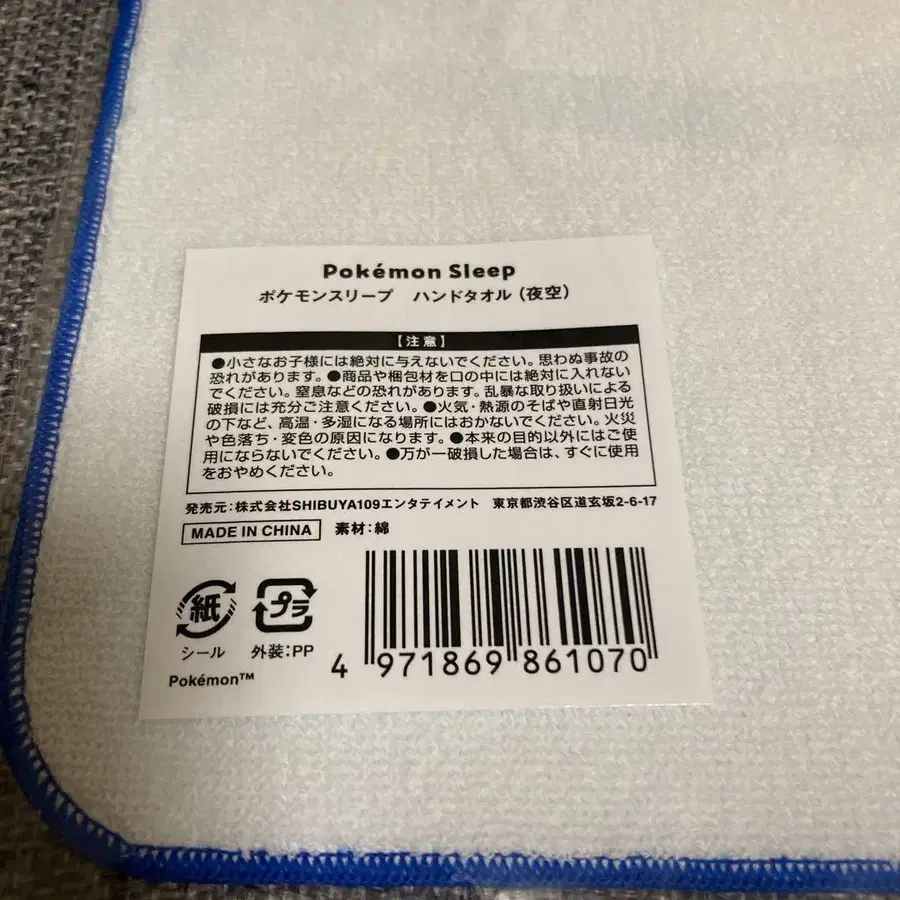 Pokémon Sleep
ポケモンスリープ　ハンドタオル（夜空）
【注意】
●小さなお子様には絶対に与えないでください。思わぬ事故の
恐れがあります。●商品や梱包材を口の中には絶対に入れない
でください。窒息などの恐れがあります。乱暴な取り扱いによる
破損には充分ご注意ください。●火気・熱源のそばや直射日光
の下など、高温・多湿になる場所にはおかないでください。火災
や色落ち・変色の原因になります。●本来の目的以外にはご使
用にならないでください。●万が一破損した場合は、すぐに使用
をおやめください。
発売元：株式会社SHIBUYA109エンタテイメント　東京都渋谷区道玄坂2-6-17
MADE IN CHINA　素材：綿
紙　プラ
シール　外装：PP
4 971869 861070
Pokémon™